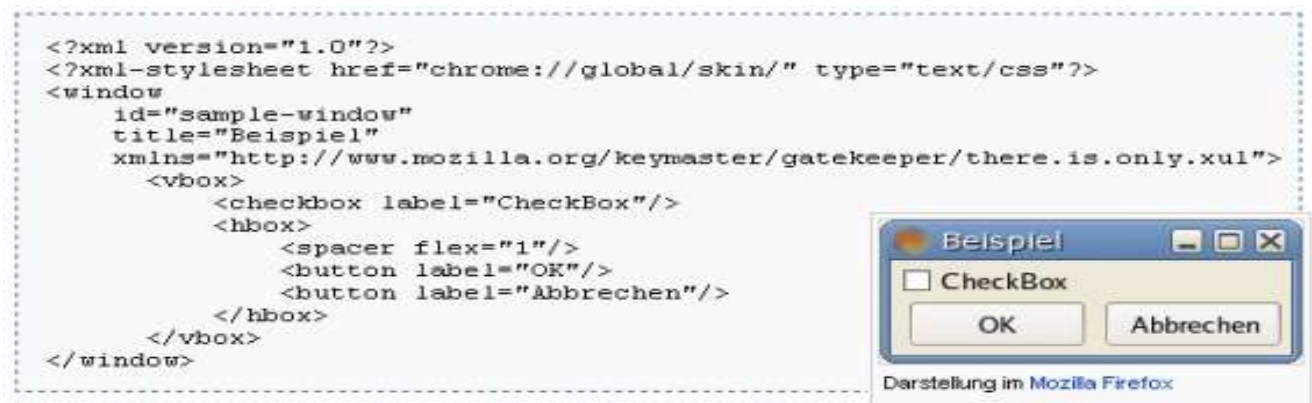 <?xml version="1.0"?>
<?xml-stylesheet href="chrome://global/skin/" type="text/css"?>
<window
id="sample-window"
title="Beispiel"
xmlns="http://www.mozilla.org/keymaster/gatekeeper/there.is.only.xul">
<vbox>
<checkbox label="CheckBox"/>
<hbox>
<spacer flex="1"/>
<button label="OK"/>
<button label="Abbrechen"/>
</hbox>
</vbox>
</window>
Beispiel
CheckBox
OK Abbrechen
Darstellung im Mozilla Firefox